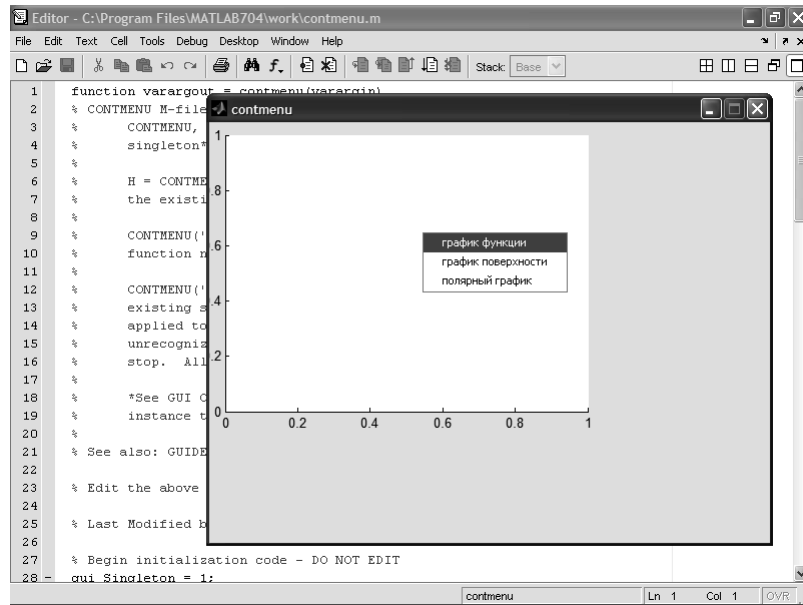 Editor - C:\Program Files\MATLAB704\work\contmenu.m
File Edit Text Cell Tools Debug Desktop Window Help
Stack: Base
1 function varargout = contmenu(varargin)
2 % CONTMENU M-file
3 % CONTMENU,
4 % singleton*
5 %
6 % H = CONTME
7 % the existi
8 %
9 % CONTMENU('
10 % function n
11 %
12 % CONTMENU('
13 % existing s
14 % applied to
15 % unrecogniz
16 % stop. All
17 %
18 % *See GUI O
19 % instance t
20 %
21 % See also: GUIDE
22
23 % Edit the above
24
25 % Last Modified b
26
27 % Begin initialization code - DO NOT EDIT
28 - gui_Singleton = 1;
contmenu
1
.8
.6
.4
.2
0
0 0.2 0.4 0.6 0.8 1
график функции
график поверхности
полярный график
contmenu Ln 1 Col 1 OVR